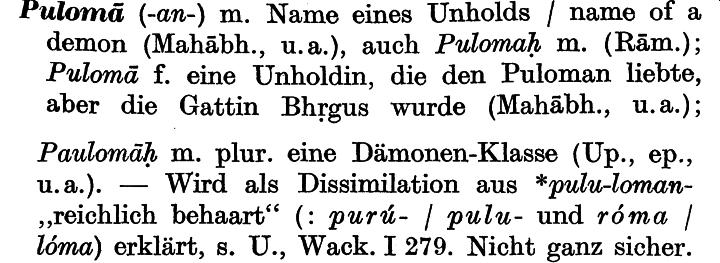 Pulomā (-an-) m. Name eines Unholds / name of a
demon (Mahābh., u. a.), auch Pulomaḥ m. (Rām.);
Pulomā f. eine Unholdin, die den Puloman liebte,
aber die Gattin Bhṛgus wurde (Mahābh., u. a.);
Paulomāḥ m. plur. eine Dämonen-Klasse (Up., ep.,
u. a.). — Wird als Dissimilation aus *pulu-loman-
„reichlich behaart“ (: purú- / pulu- und róma /
lóma) erklärt, s. U., Wack. I 279. Nicht ganz sicher.